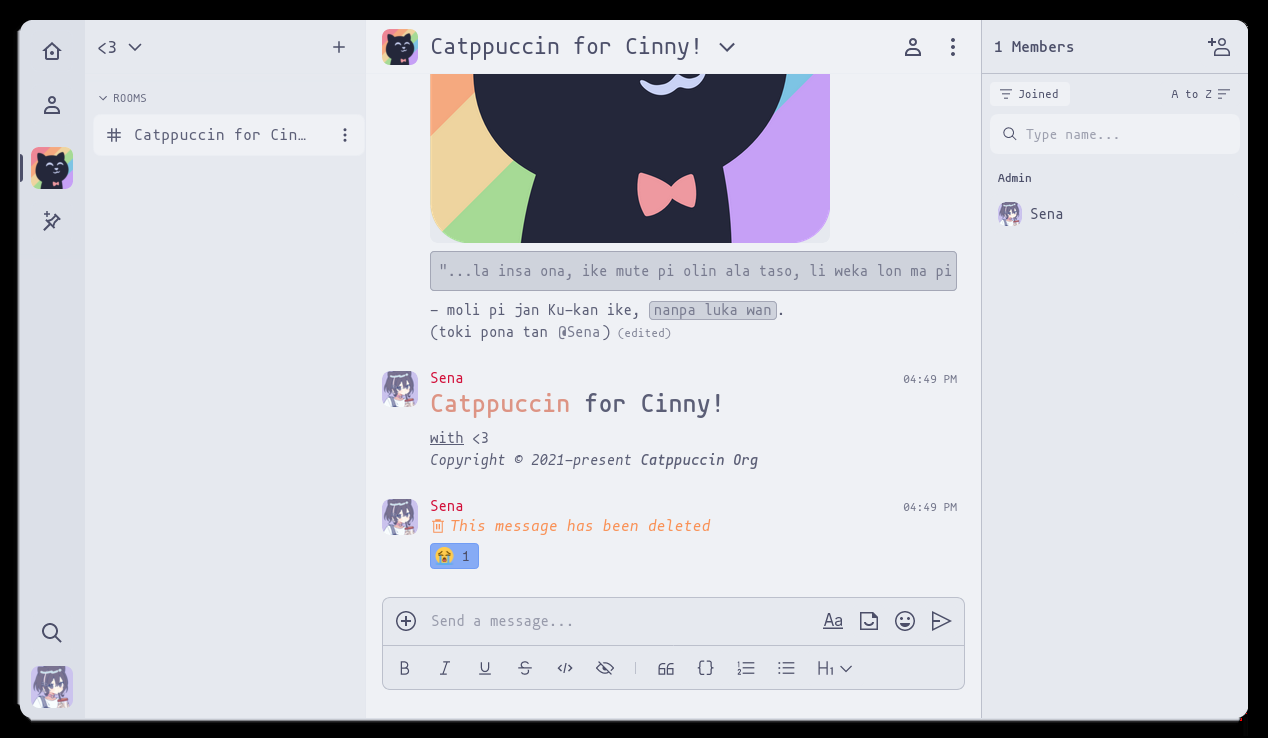 <3
ROOMS
Catppuccin for Cin…
Catppuccin for Cinny!
"...la insa ona, ike mute pi olin ala taso, li weka lon ma pi
– moli pi jan Ku-kan ike, nanpa luka wan.
(toki pona tan @Sena) (edited)
Sena
04:49 PM
Catppuccin for Cinny!
with <3
Copyright © 2021-present Catppuccin Org
Sena
04:49 PM
This message has been deleted
1
Send a message...
Aa
B I U S </> {} H1
1 Members
Joined
A to Z
Type name...
Admin
Sena